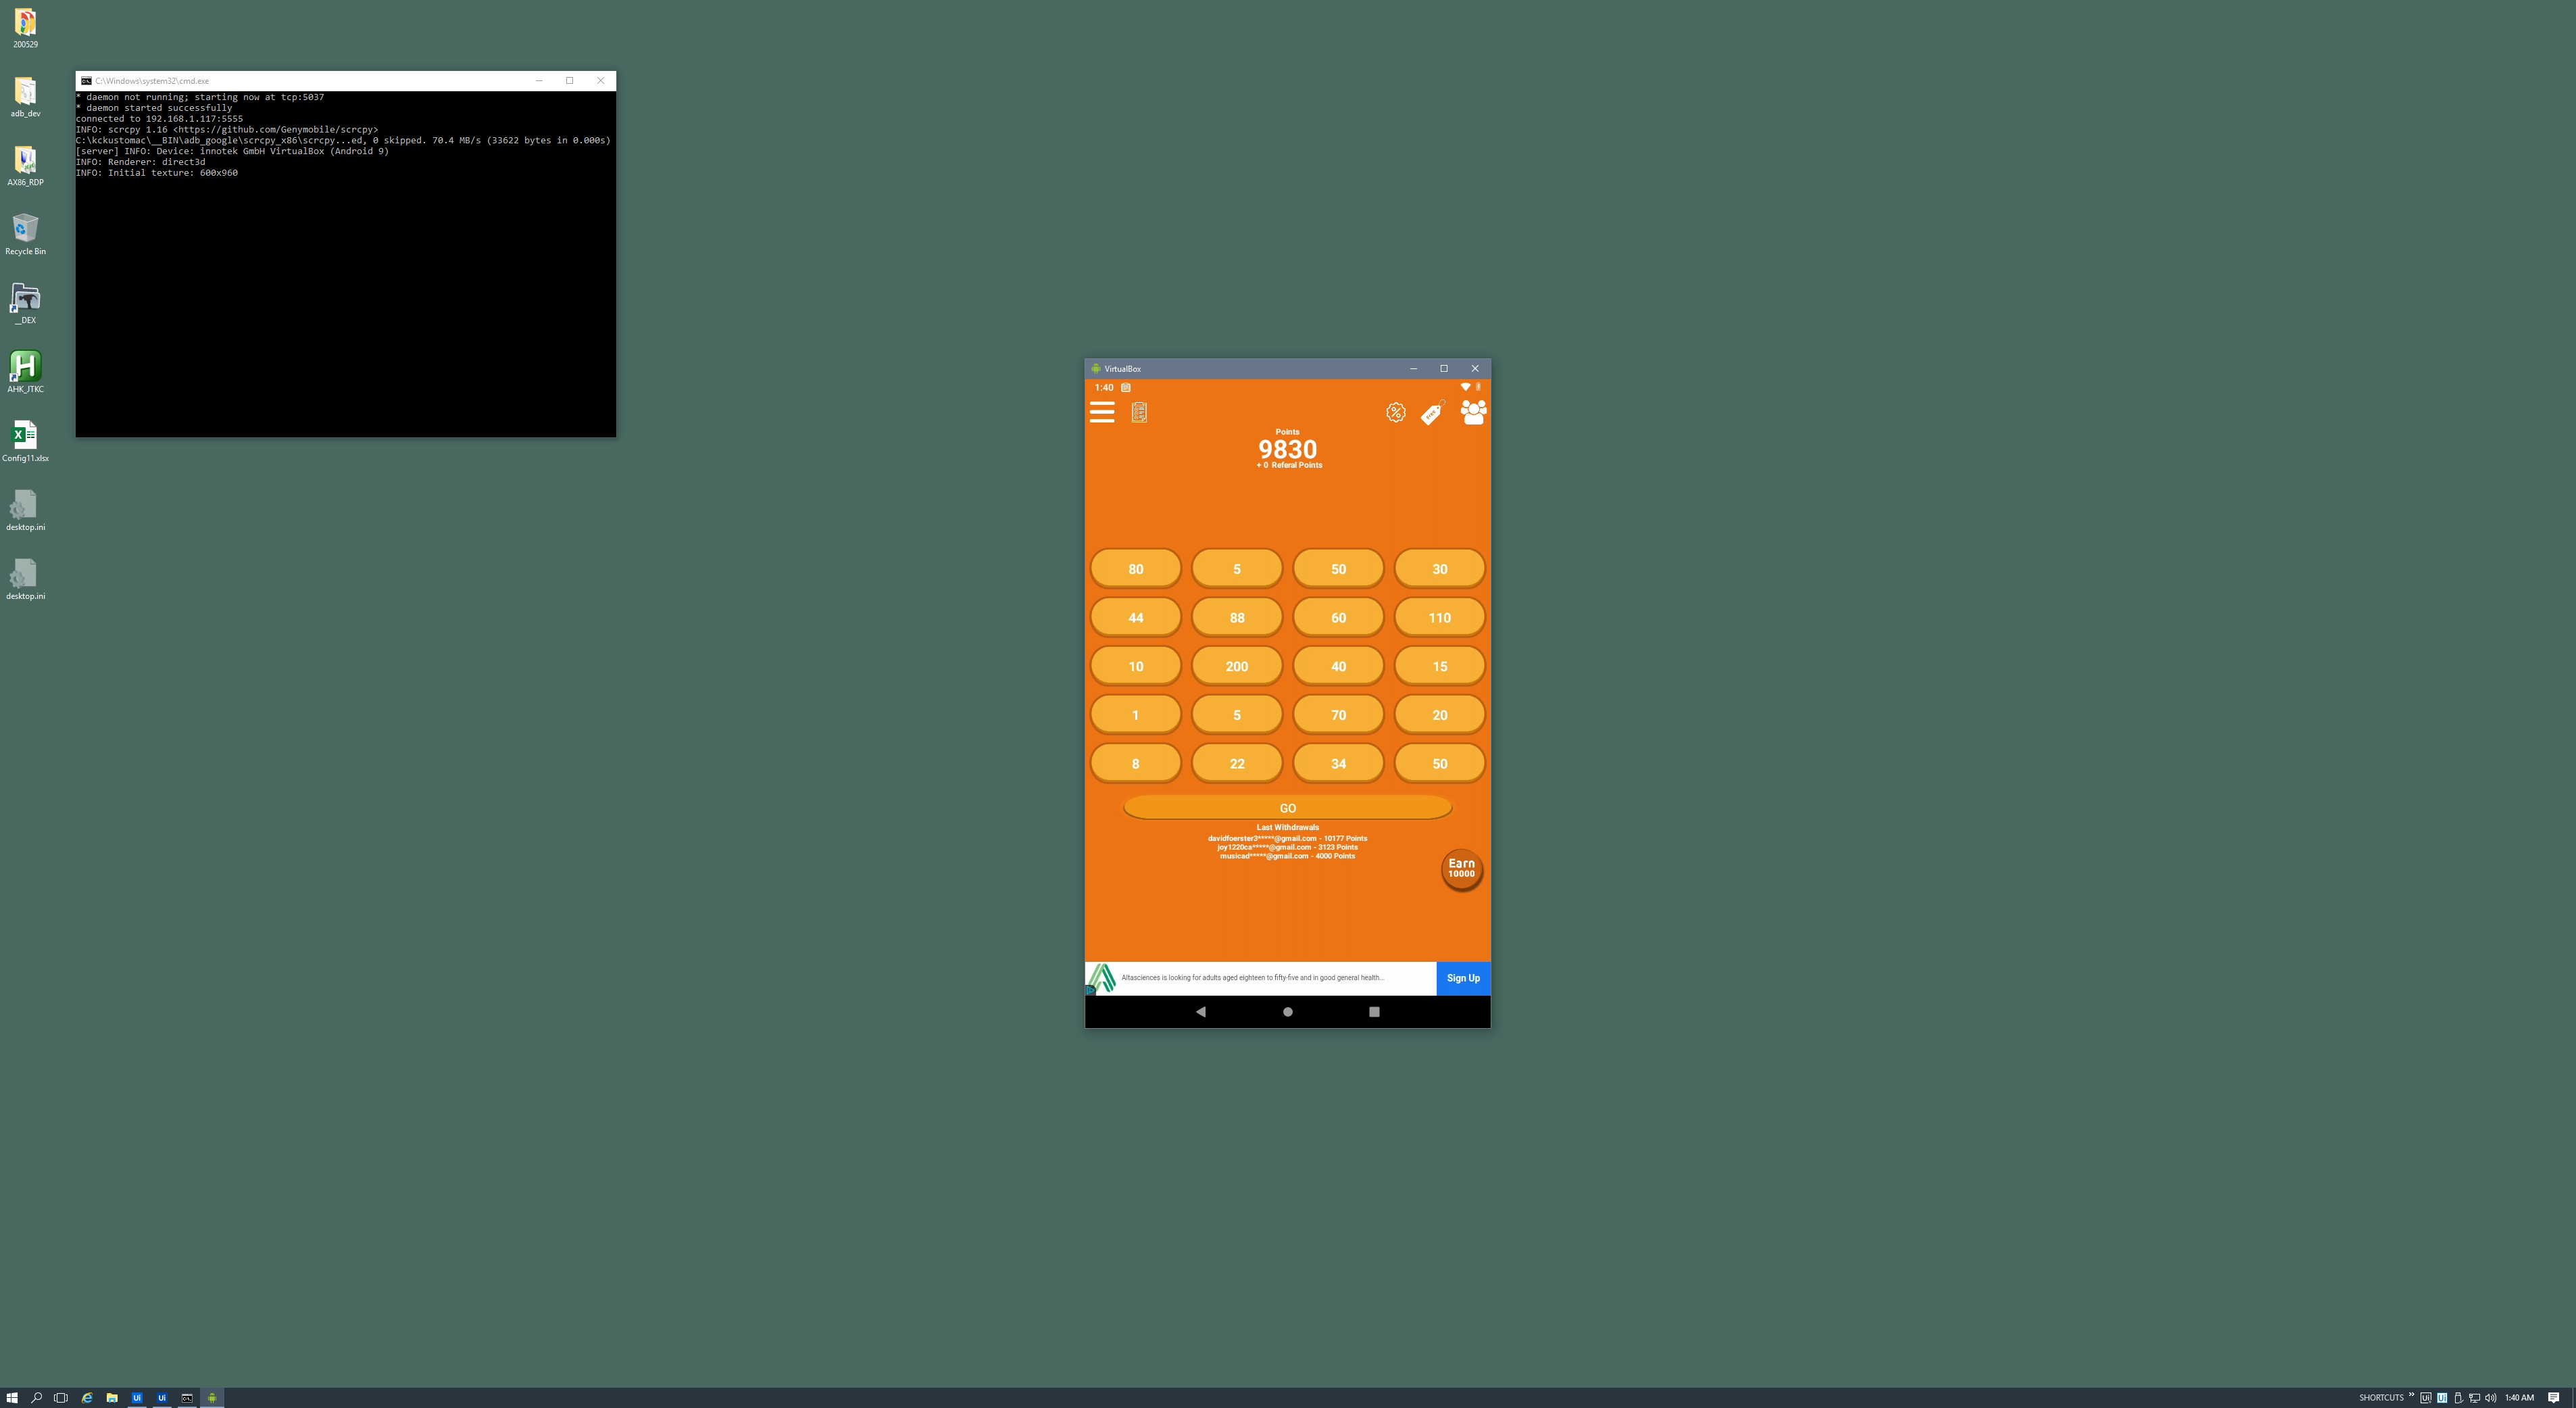 200529
adb_dev
AX86_RDP
Recycle Bin
__DEX
AHK_JTKC
Config11.xlsx
desktop.ini
desktop.ini
C:\Windows\system32\cmd.exe
* daemon not running; starting now at tcp:5037
* daemon started successfully
connected to 192.168.1.117:5555
INFO: scrcpy 1.16 <https://github.com/Genymobile/scrcpy>
C:\kckustomac\__BIN\adb_google\scrcpy_x86\scrcpy...ed, 0 skipped. 70.4 MB/s (33622 bytes in 0.000s)
[server] INFO: Device: innotek GmbH VirtualBox (Android 9)
INFO: Renderer: direct3d
INFO: Initial texture: 600x960
VirtualBox
1:40
Points
9830
+ 0 Referal Points
80 5 50 30
44 88 60 110
10 200 40 15
1 5 70 20
8 22 34 50
GO
Last Withdrawals
davidfoerster3*****@gmail.com - 10177 Points
joy1220ca*****@gmail.com - 3123 Points
musicad*****@gmail.com - 4000 Points
Earn
10000
Altasciences is looking for adults aged eighteen to fifty-five and in good general health...
Sign Up
Ui Ui
SHORTCUTS
Ui Ui
1:40 AM